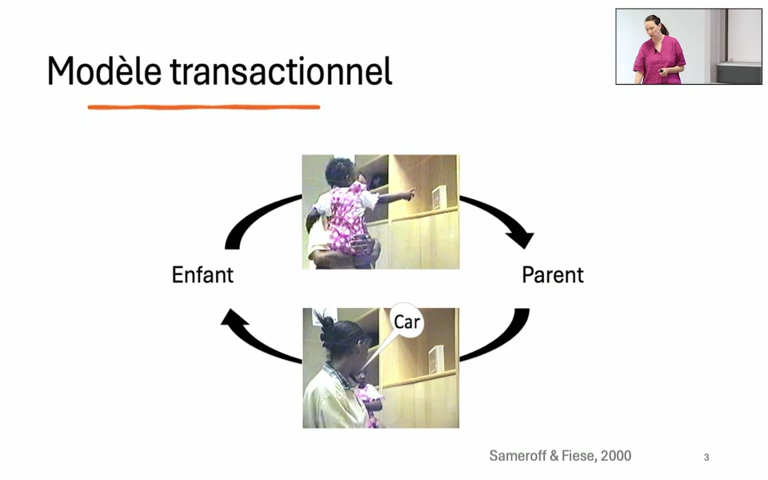 Modèle transactionnel
Enfant
Parent
Car
Sameroff & Fiese, 2000
3